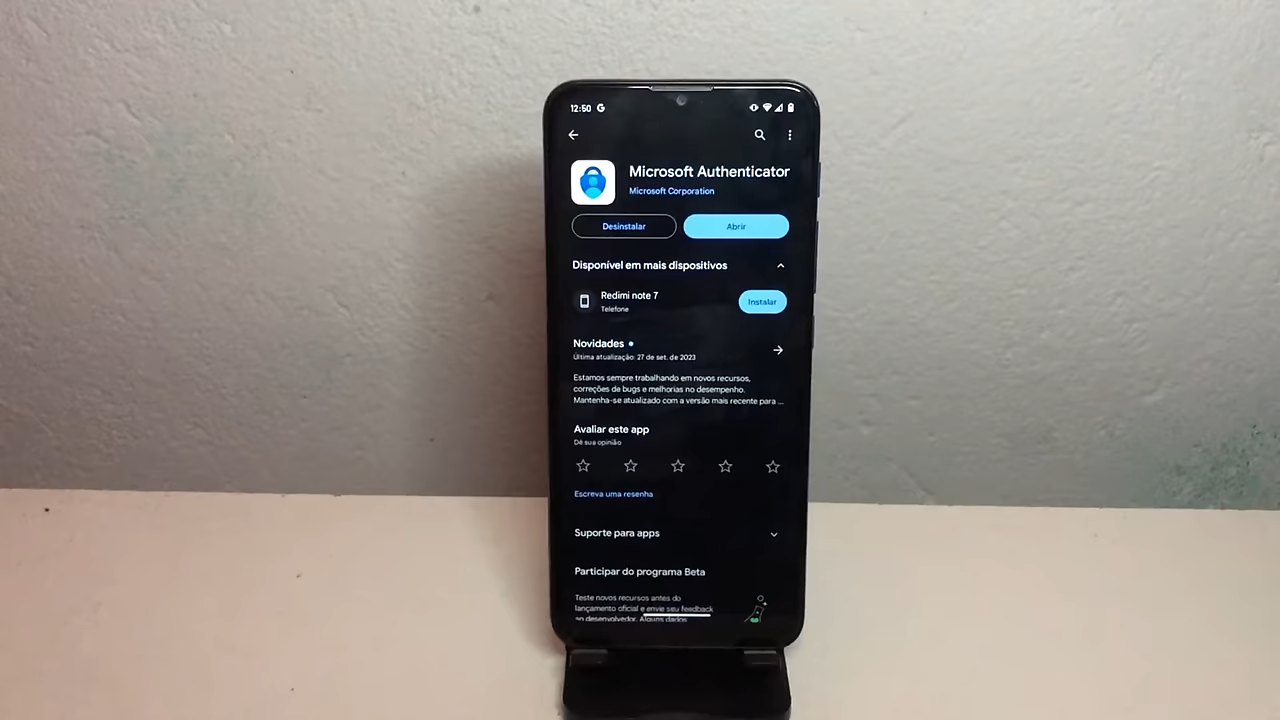 12:50
Microsoft Authenticator
Microsoft Corporation
Desinstalar
Abrir
Disponível em mais dispositivos
Redimi note 7
Telefone
Instalar
Novidades
Última atualização: 27 de set. de 2023
Estamos sempre trabalhando em novos recursos,
correções de bugs e melhorias no desempenho.
Mantenha-se atualizado com a versão mais recente para ...
Avaliar este app
Dê sua opinião
Escreva uma resenha
Suporte para apps
Participar do programa Beta
Teste novos recursos antes do
lançamento oficial e envie seu feedback
ao desenvolvedor. Alguns dados